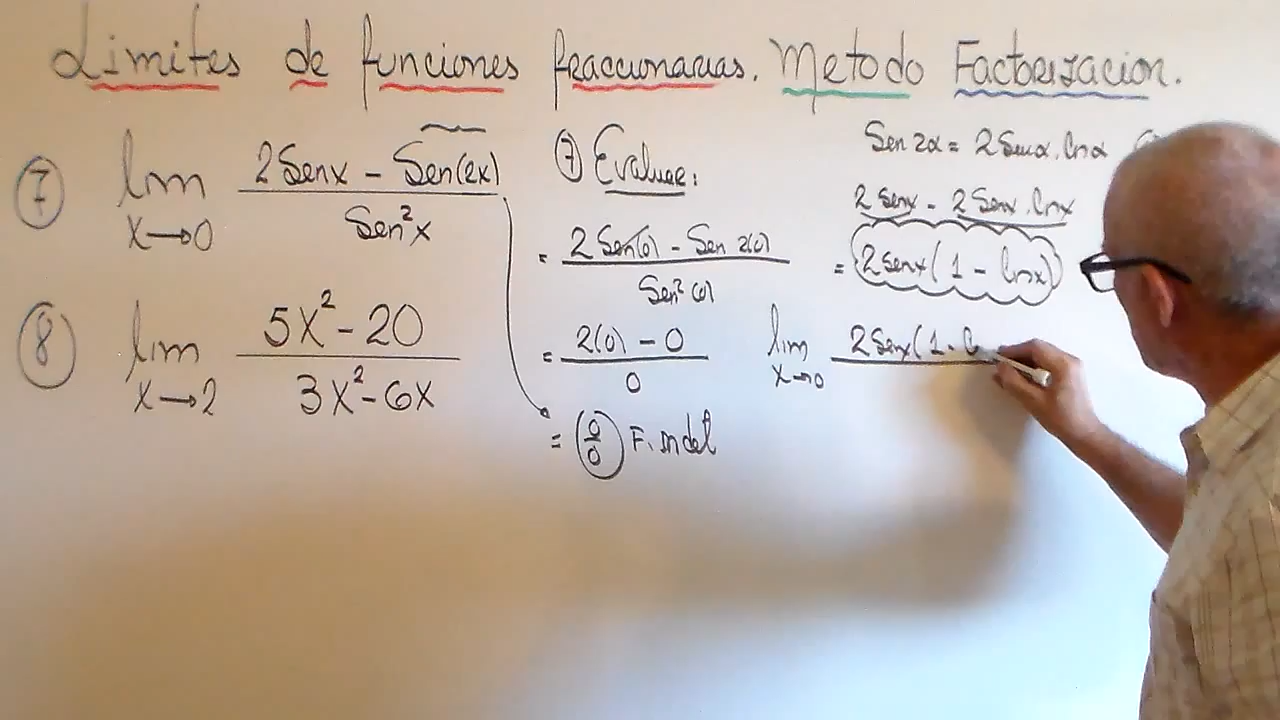 Limites de funciones fraccionarias. Metodo Factorizacion.
7 lim x→0 2Senx - Sen(2x) / Sen²x
8 lim x→2 5x² - 20 / 3x² - 6x
7 Evaluar:
= 2 Sen(0) - Sen 2(0) / Sen²(0)
= 2(0) - 0 / 0
= (0/0) F. indet
Sen 2α = 2 Senα . Cosα
2 Senx - 2 Senx . Cosx
= 2 Senx (1 - Cosx)
lim x→0 2 Senx (1 - C